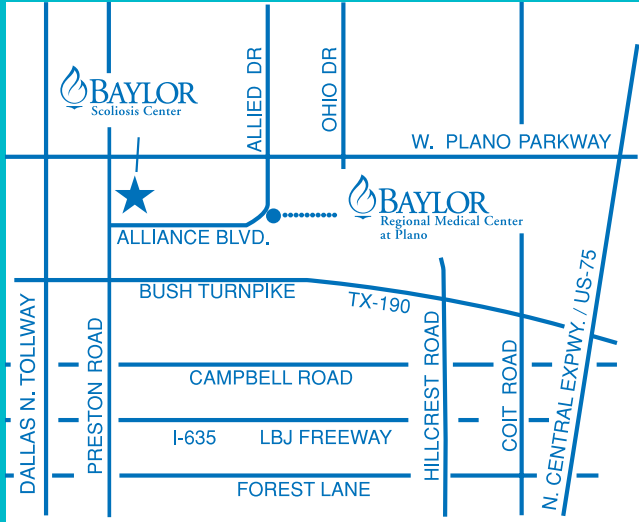 BAYLOR
Scoliosis Center
ALLIED DR
OHIO DR
W. PLANO PARKWAY
BAYLOR
Regional Medical Center
at Plano
ALLIANCE BLVD.
BUSH TURNPIKE
TX-190
DALLAS N. TOLLWAY
PRESTON ROAD
HILLCREST ROAD
COIT ROAD
N. CENTRAL EXPWY. / US-75
CAMPBELL ROAD
I-635 LBJ FREEWAY
FOREST LANE